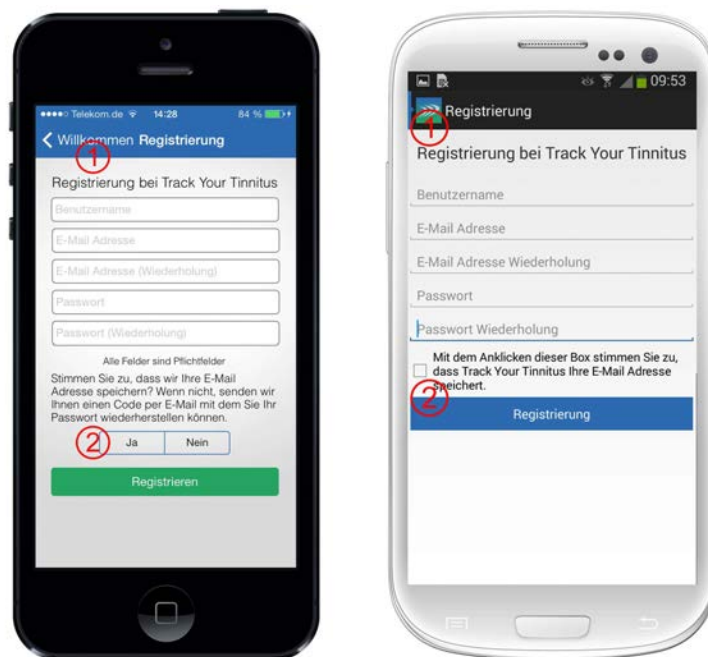 Telekom.de 14:28 84 %
Willkommen Registrierung
1
Registrierung bei Track Your Tinnitus
Benutzername
E-Mail Adresse
E-Mail Adresse (Wiederholung)
Passwort
Passwort (Wiederholung)
Alle Felder sind Pflichtfelder
Stimmen Sie zu, dass wir Ihre E-Mail
Adresse speichern? Wenn nicht, senden wir
Ihnen einen Code per E-Mail mit dem Sie Ihr
Passwort wiederherstellen können.
2 Ja Nein
Registrieren
09:53
Registrierung
1
Registrierung bei Track Your Tinnitus
Benutzername
E-Mail Adresse
E-Mail Adresse Wiederholung
Passwort
Passwort Wiederholung
Mit dem Anklicken dieser Box stimmen Sie zu,
dass Track Your Tinnitus Ihre E-Mail Adresse
speichert.
2
Registrierung